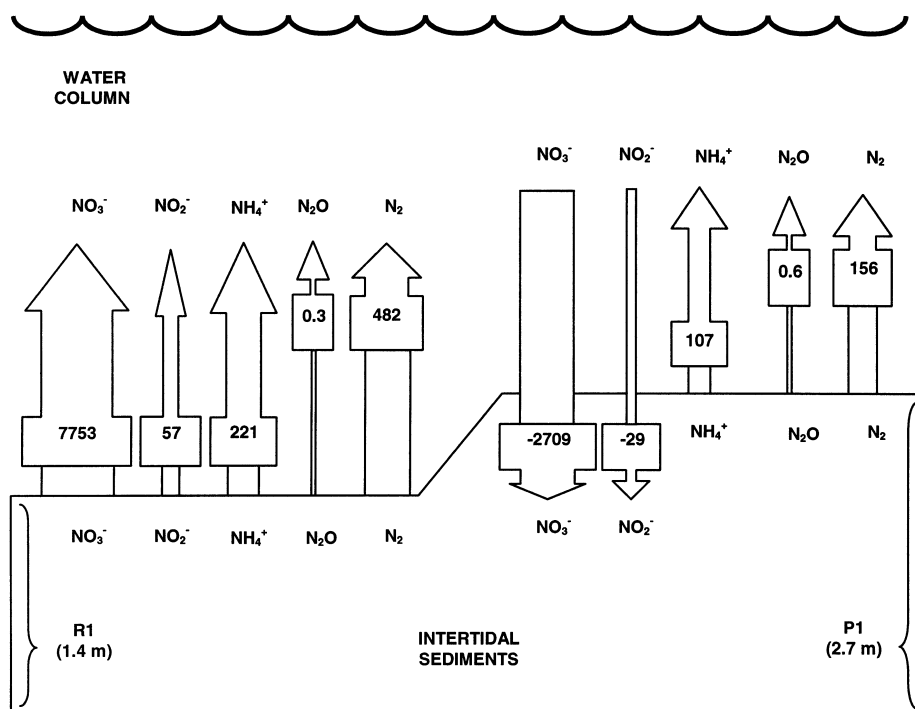 WATER
COLUMN
NO₃⁻ NO₂⁻ NH₄⁺ N₂O N₂
NO₃⁻ NO₂⁻ NH₄⁺ N₂O N₂
0.6 156
0.3 482
107
7753 57 221
-2709 -29
NH₄⁺ N₂O N₂
NO₃⁻ NO₂⁻ NH₄⁺ N₂O N₂
NO₃⁻ NO₂⁻
R1
(1.4 m)
INTERTIDAL
SEDIMENTS
P1
(2.7 m)